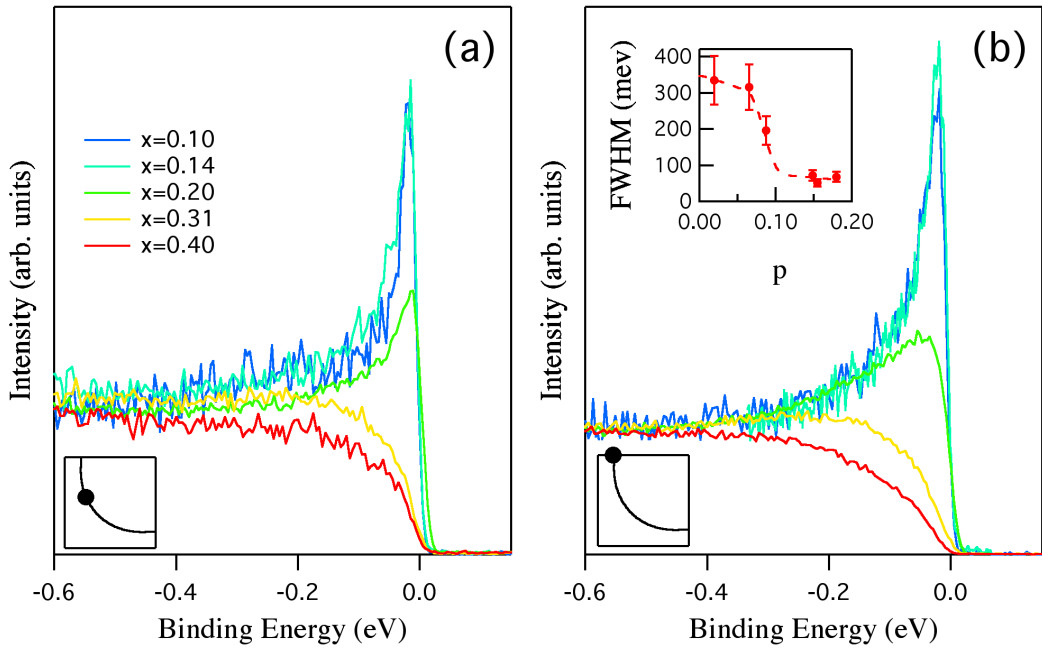 (a)
x=0.10
x=0.14
x=0.20
x=0.31
x=0.40
Intensity (arb. units)
-0.6 -0.4 -0.2 0.0
Binding Energy (eV)
(b)
FWHM (mev)
400
300
200
100
0
0.00 0.10 0.20
p
Intensity (arb. units)
-0.6 -0.4 -0.2 0.0
Binding Energy (eV)